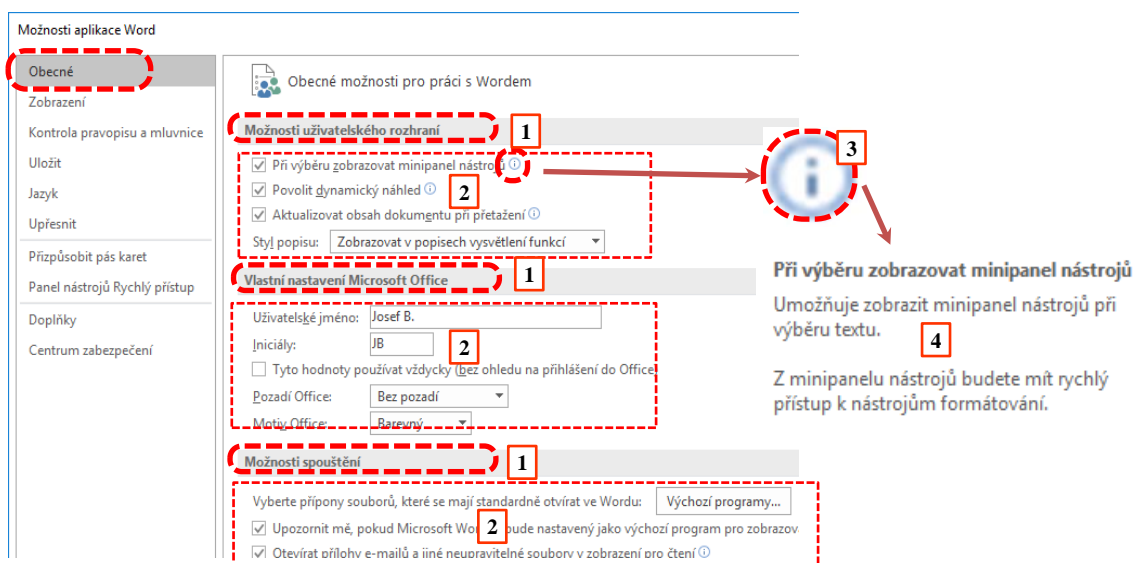 Možnosti aplikace Word
Obecné
Zobrazení
Kontrola pravopisu a mluvnice
Uložit
Jazyk
Upřesnit
Přizpůsobit pás karet
Panel nástrojů Rychlý přístup
Doplňky
Centrum zabezpečení
Obecné možnosti pro práci s Wordem
Možnosti uživatelského rozhraní
1
Při výběru zobrazovat minipanel nástrojů
Povolit dynamický náhled
2
Aktualizovat obsah dokumentu při přetažení
Styl popisu: Zobrazovat v popisech vysvětlení funkcí
Vlastní nastavení Microsoft Office
1
Uživatelské jméno: Josef B.
Iniciály: JB
2
Tyto hodnoty používat vždycky (bez ohledu na přihlášení do Office)
Pozadí Office: Bez pozadí
Motiv Office: Barevný
Možnosti spouštění
1
Vyberte přípony souborů, které se mají standardně otvírat ve Wordu: Výchozí programy...
Upozornit mě, pokud Microsoft Wor bude nastavený jako výchozí program pro zobrazov
2
Otevírat přílohy e-mailů a jiné neupravitelné soubory v zobrazení pro čtení
3
i
Při výběru zobrazovat minipanel nástrojů
Umožňuje zobrazit minipanel nástrojů při
výběru textu.
4
Z minipanelu nástrojů budete mít rychlý
přístup k nástrojům formátování.